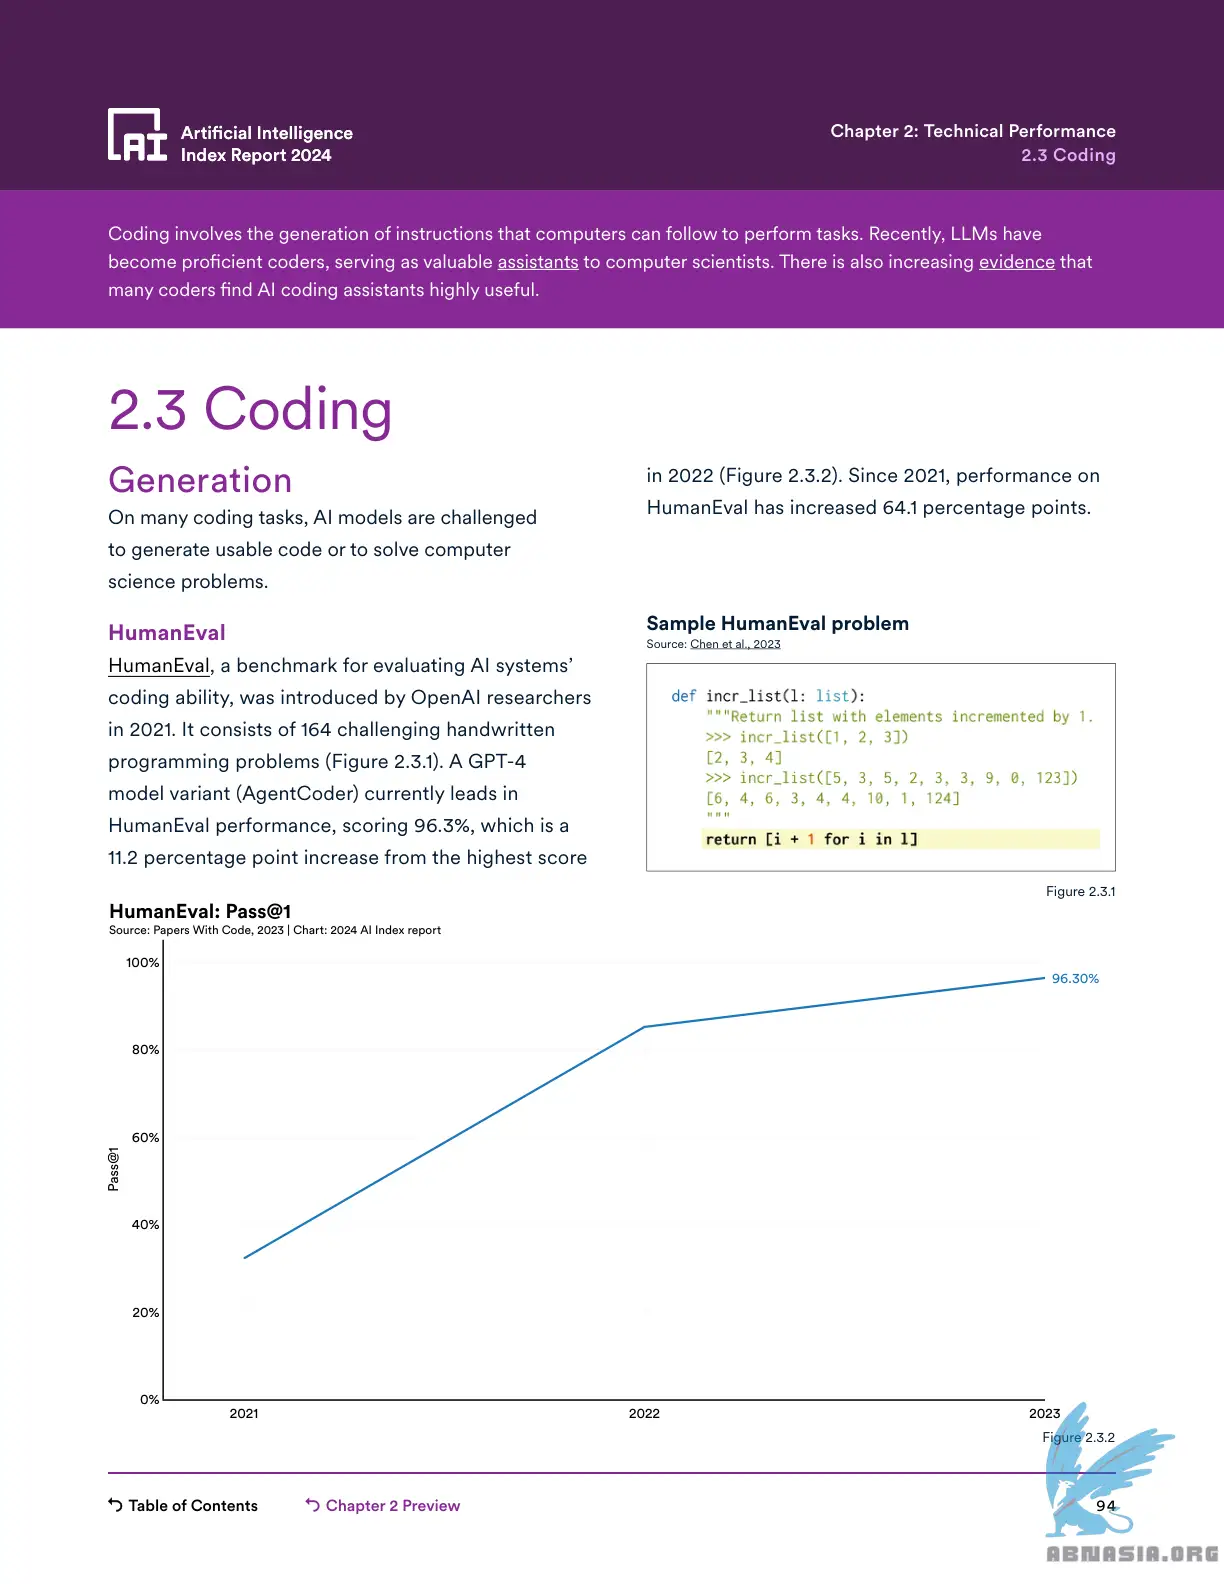 Artificial Intelligence
Index Report 2024
Chapter 2: Technical Performance
2.3 Coding
Coding involves the generation of instructions that computers can follow to perform tasks. Recently, LLMs have
become proficient coders, serving as valuable assistants to computer scientists. There is also increasing evidence that
many coders find AI coding assistants highly useful.
2.3 Coding
Generation
On many coding tasks, AI models are challenged
to generate usable code or to solve computer
science problems.
HumanEval
HumanEval, a benchmark for evaluating AI systems’
coding ability, was introduced by OpenAI researchers
in 2021. It consists of 164 challenging handwritten
programming problems (Figure 2.3.1). A GPT-4
model variant (AgentCoder) currently leads in
HumanEval performance, scoring 96.3%, which is a
11.2 percentage point increase from the highest score
in 2022 (Figure 2.3.2). Since 2021, performance on
HumanEval has increased 64.1 percentage points.
Sample HumanEval problem
Source: Chen et al., 2023
def incr_list(l: list):
"""Return list with elements incremented by 1.
>>> incr_list([1, 2, 3])
[2, 3, 4]
>>> incr_list([5, 3, 5, 2, 3, 3, 9, 0, 123])
[6, 4, 6, 3, 4, 4, 10, 1, 124]
"""
return [i + 1 for i in l]
Figure 2.3.1
HumanEval: Pass@1
Source: Papers With Code, 2023 | Chart: 2024 AI Index report
100%
80%
60%
40%
20%
0%
Pass@1
96.30%
2021
2022
2023
Figure 2.3.2
Table of Contents
Chapter 2 Preview
94
ABNASIA.ORG